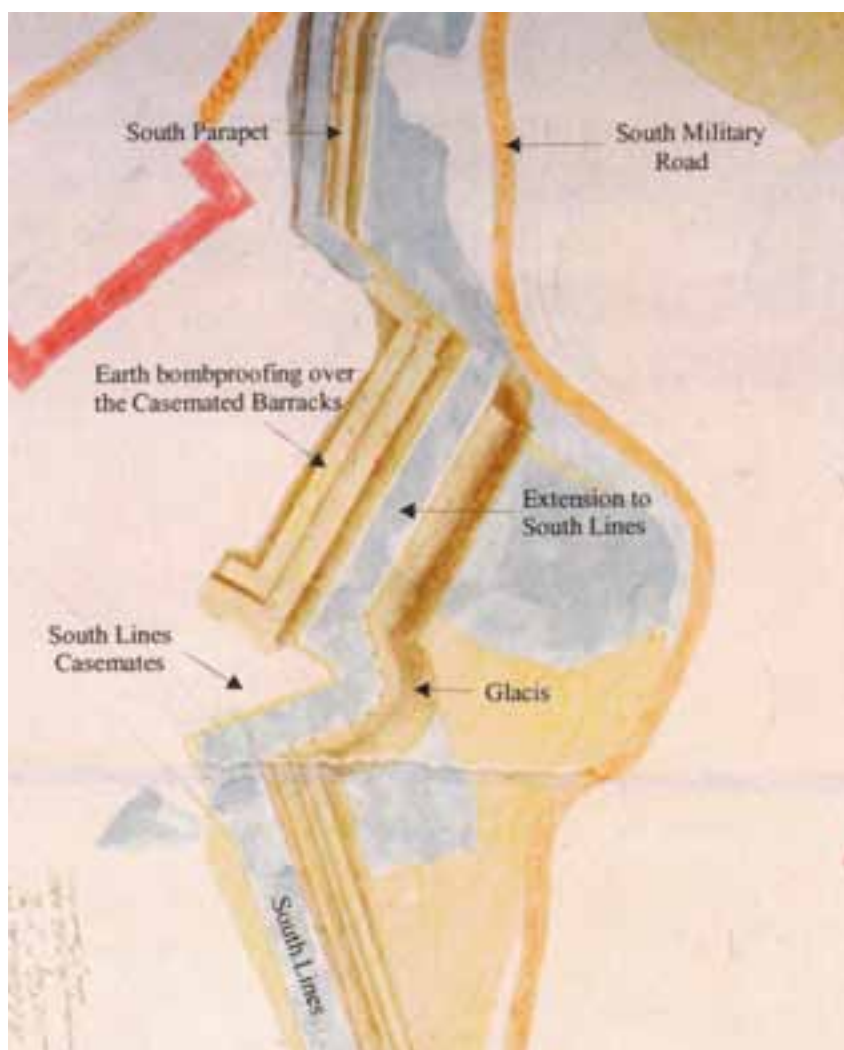 South Parapet
South Military
Road
Earth bombproofing over
the Casemated Barracks
Extension to
South Lines
South Lines
Casemates
Glacis
South Lines